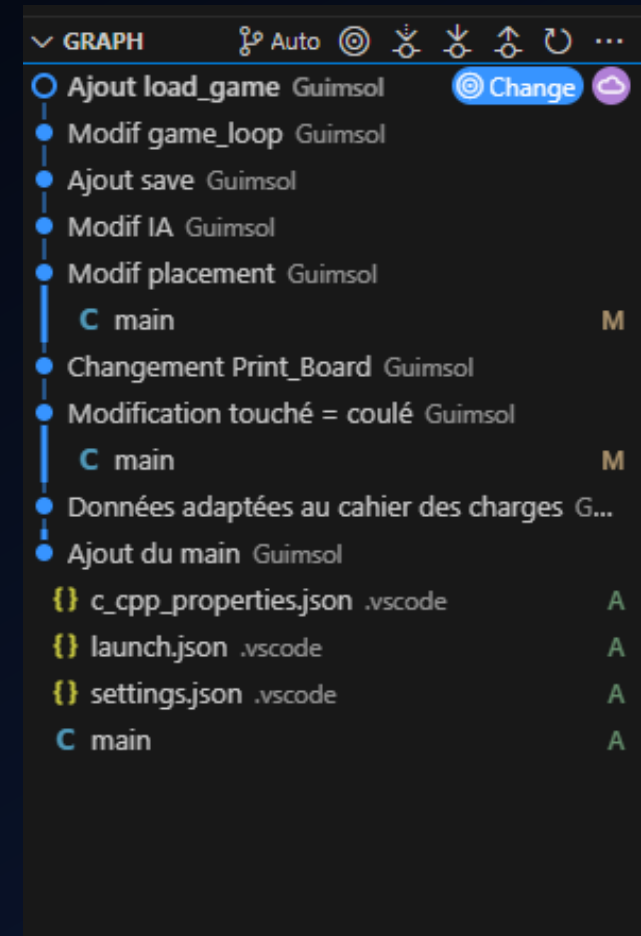 GRAPH Auto
Ajout load_game Guimsol Change
Modif game_loop Guimsol
Ajout save Guimsol
Modif IA Guimsol
Modif placement Guimsol
C main M
Changement Print_Board Guimsol
Modification touché = coulé Guimsol
C main M
Données adaptées au cahier des charges G...
Ajout du main Guimsol
{} c_cpp_properties.json .vscode A
{} launch.json .vscode A
{} settings.json .vscode A
C main A